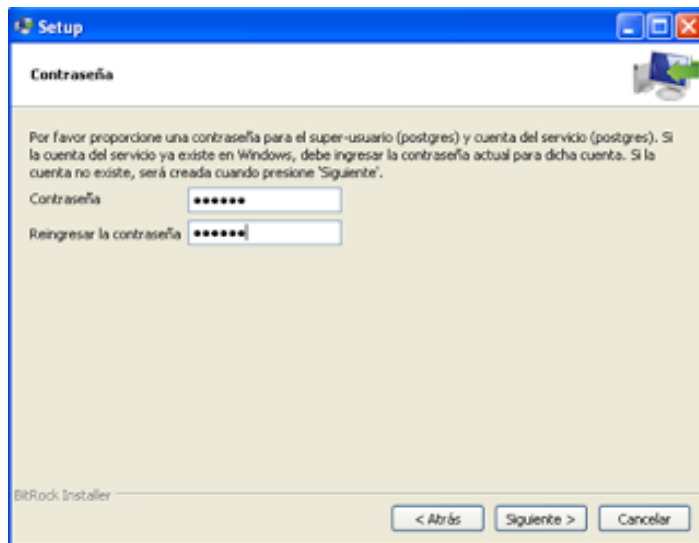 Setup
Contraseña
Por favor proporcione una contraseña para el super-usuario (postgres) y cuenta del servicio (postgres). Si
la cuenta del servicio ya existe en Windows, debe ingresar la contraseña actual para dicha cuenta. Si la
cuenta no existe, será creada cuando presione 'Siguiente'.
Contraseña ●●●●●●
Reingresar la contraseña ●●●●●●
BitRock Installer
< Atrás Siguiente > Cancelar